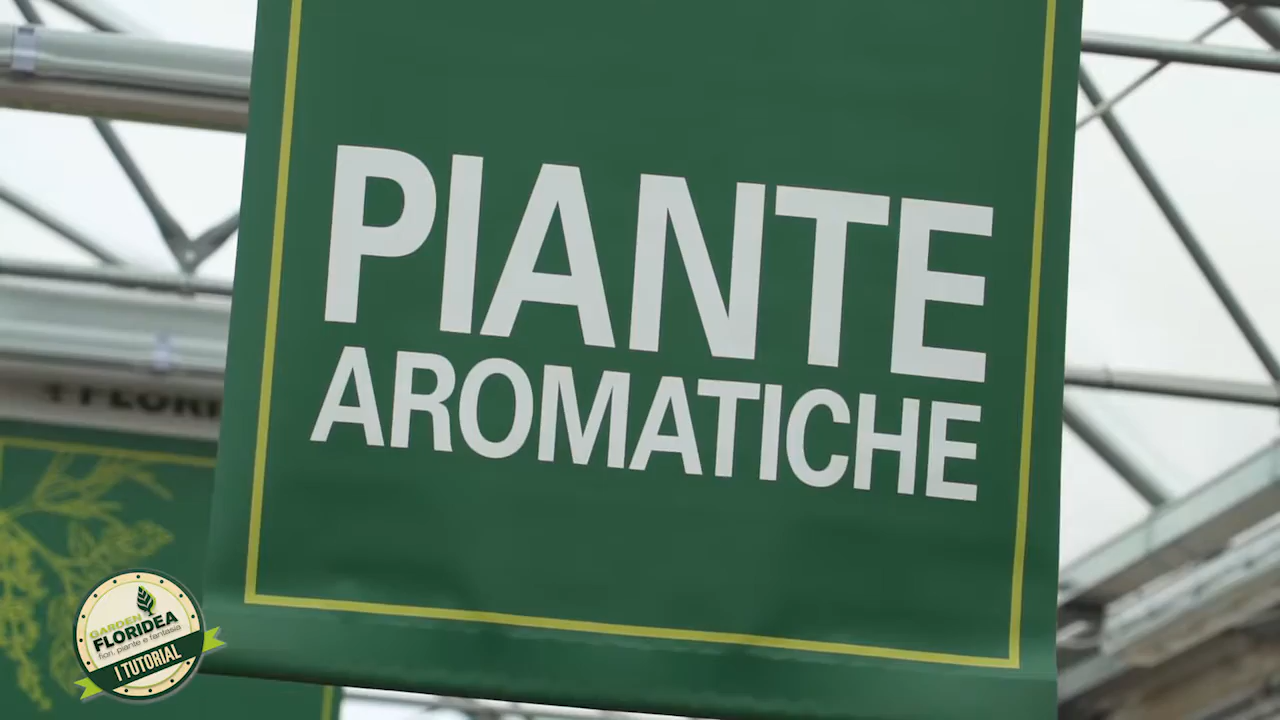 PIANTE
AROMATICHE
GARDEN
FLORIDEA
fiori, piante e fantasia
I TUTORIAL